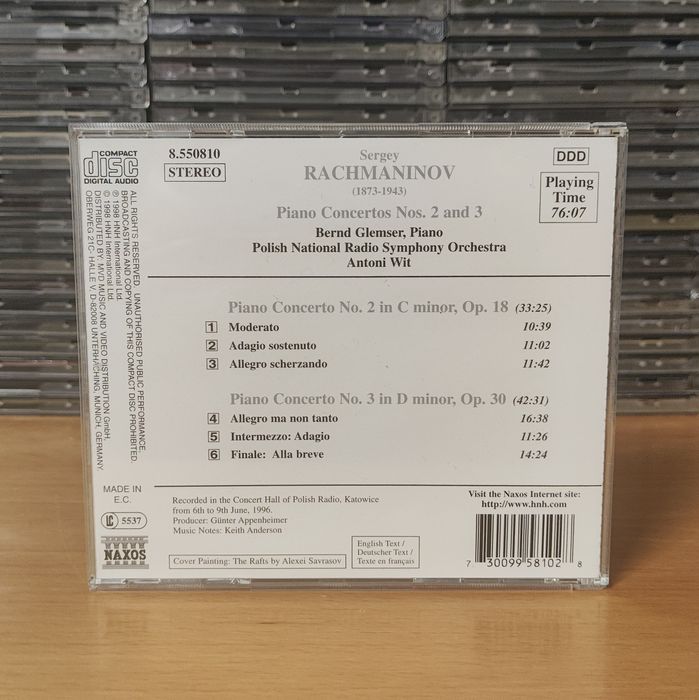 COMPACT
disc
DIGITAL AUDIO
8.550810
STEREO
Sergey
RACHMANINOV
(1873-1943)
Piano Concertos Nos. 2 and 3
Bernd Glemser, Piano
Polish National Radio Symphony Orchestra
Antoni Wit
DDD
Playing
Time
76:07
Piano Concerto No. 2 in C minor, Op. 18 (33:25)
1 Moderato 10:39
2 Adagio sostenuto 11:02
3 Allegro scherzando 11:42
Piano Concerto No. 3 in D minor, Op. 30 (42:31)
4 Allegro ma non tanto 16:38
5 Intermezzo: Adagio 11:26
6 Finale: Alla breve 14:24
Recorded in the Concert Hall of Polish Radio, Katowice
from 6th to 9th June, 1996.
Producer: Günter Appenheimer
Music Notes: Keith Anderson
Cover Painting: The Rafts by Alexei Savrasov
English Text /
Deutscher Text /
Texte en français
Visit the Naxos Internet site:
http://www.hnh.com
7 30099 58102 8
ALL RIGHTS RESERVED. UNAUTHORISED PUBLIC PERFORMANCE,
BROADCASTING AND COPYING OF THIS COMPACT DISC PROHIBITED.
℗ 1998 HNH International Ltd.
© 1998 HNH International Ltd.
DISTRIBUTED BY: MVD MUSIC AND VIDEO DISTRIBUTION GmbH,
OBERWEG 21C- HALLE V, D-82008 UNTERHACHING, MUNICH, GERMANY.
MADE IN
E.C.
LC 5537
NAXOS